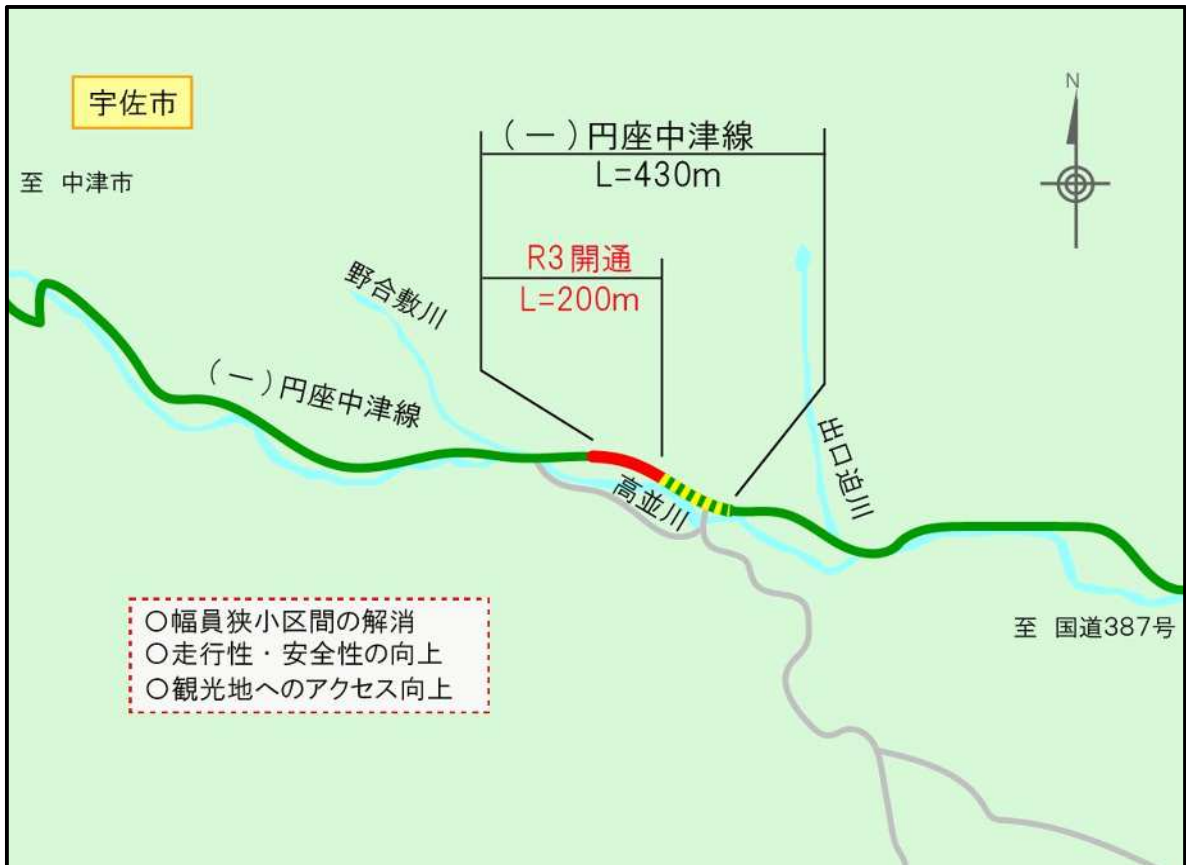 宇佐市
至 中津市
N
(一)円座中津線
L=430m
R3開通
L=200m
野合敷川
(一)円座中津線
高並川
出口迫川
至 国道387号
○幅員狭小区間の解消
○走行性・安全性の向上
○観光地へのアクセス向上